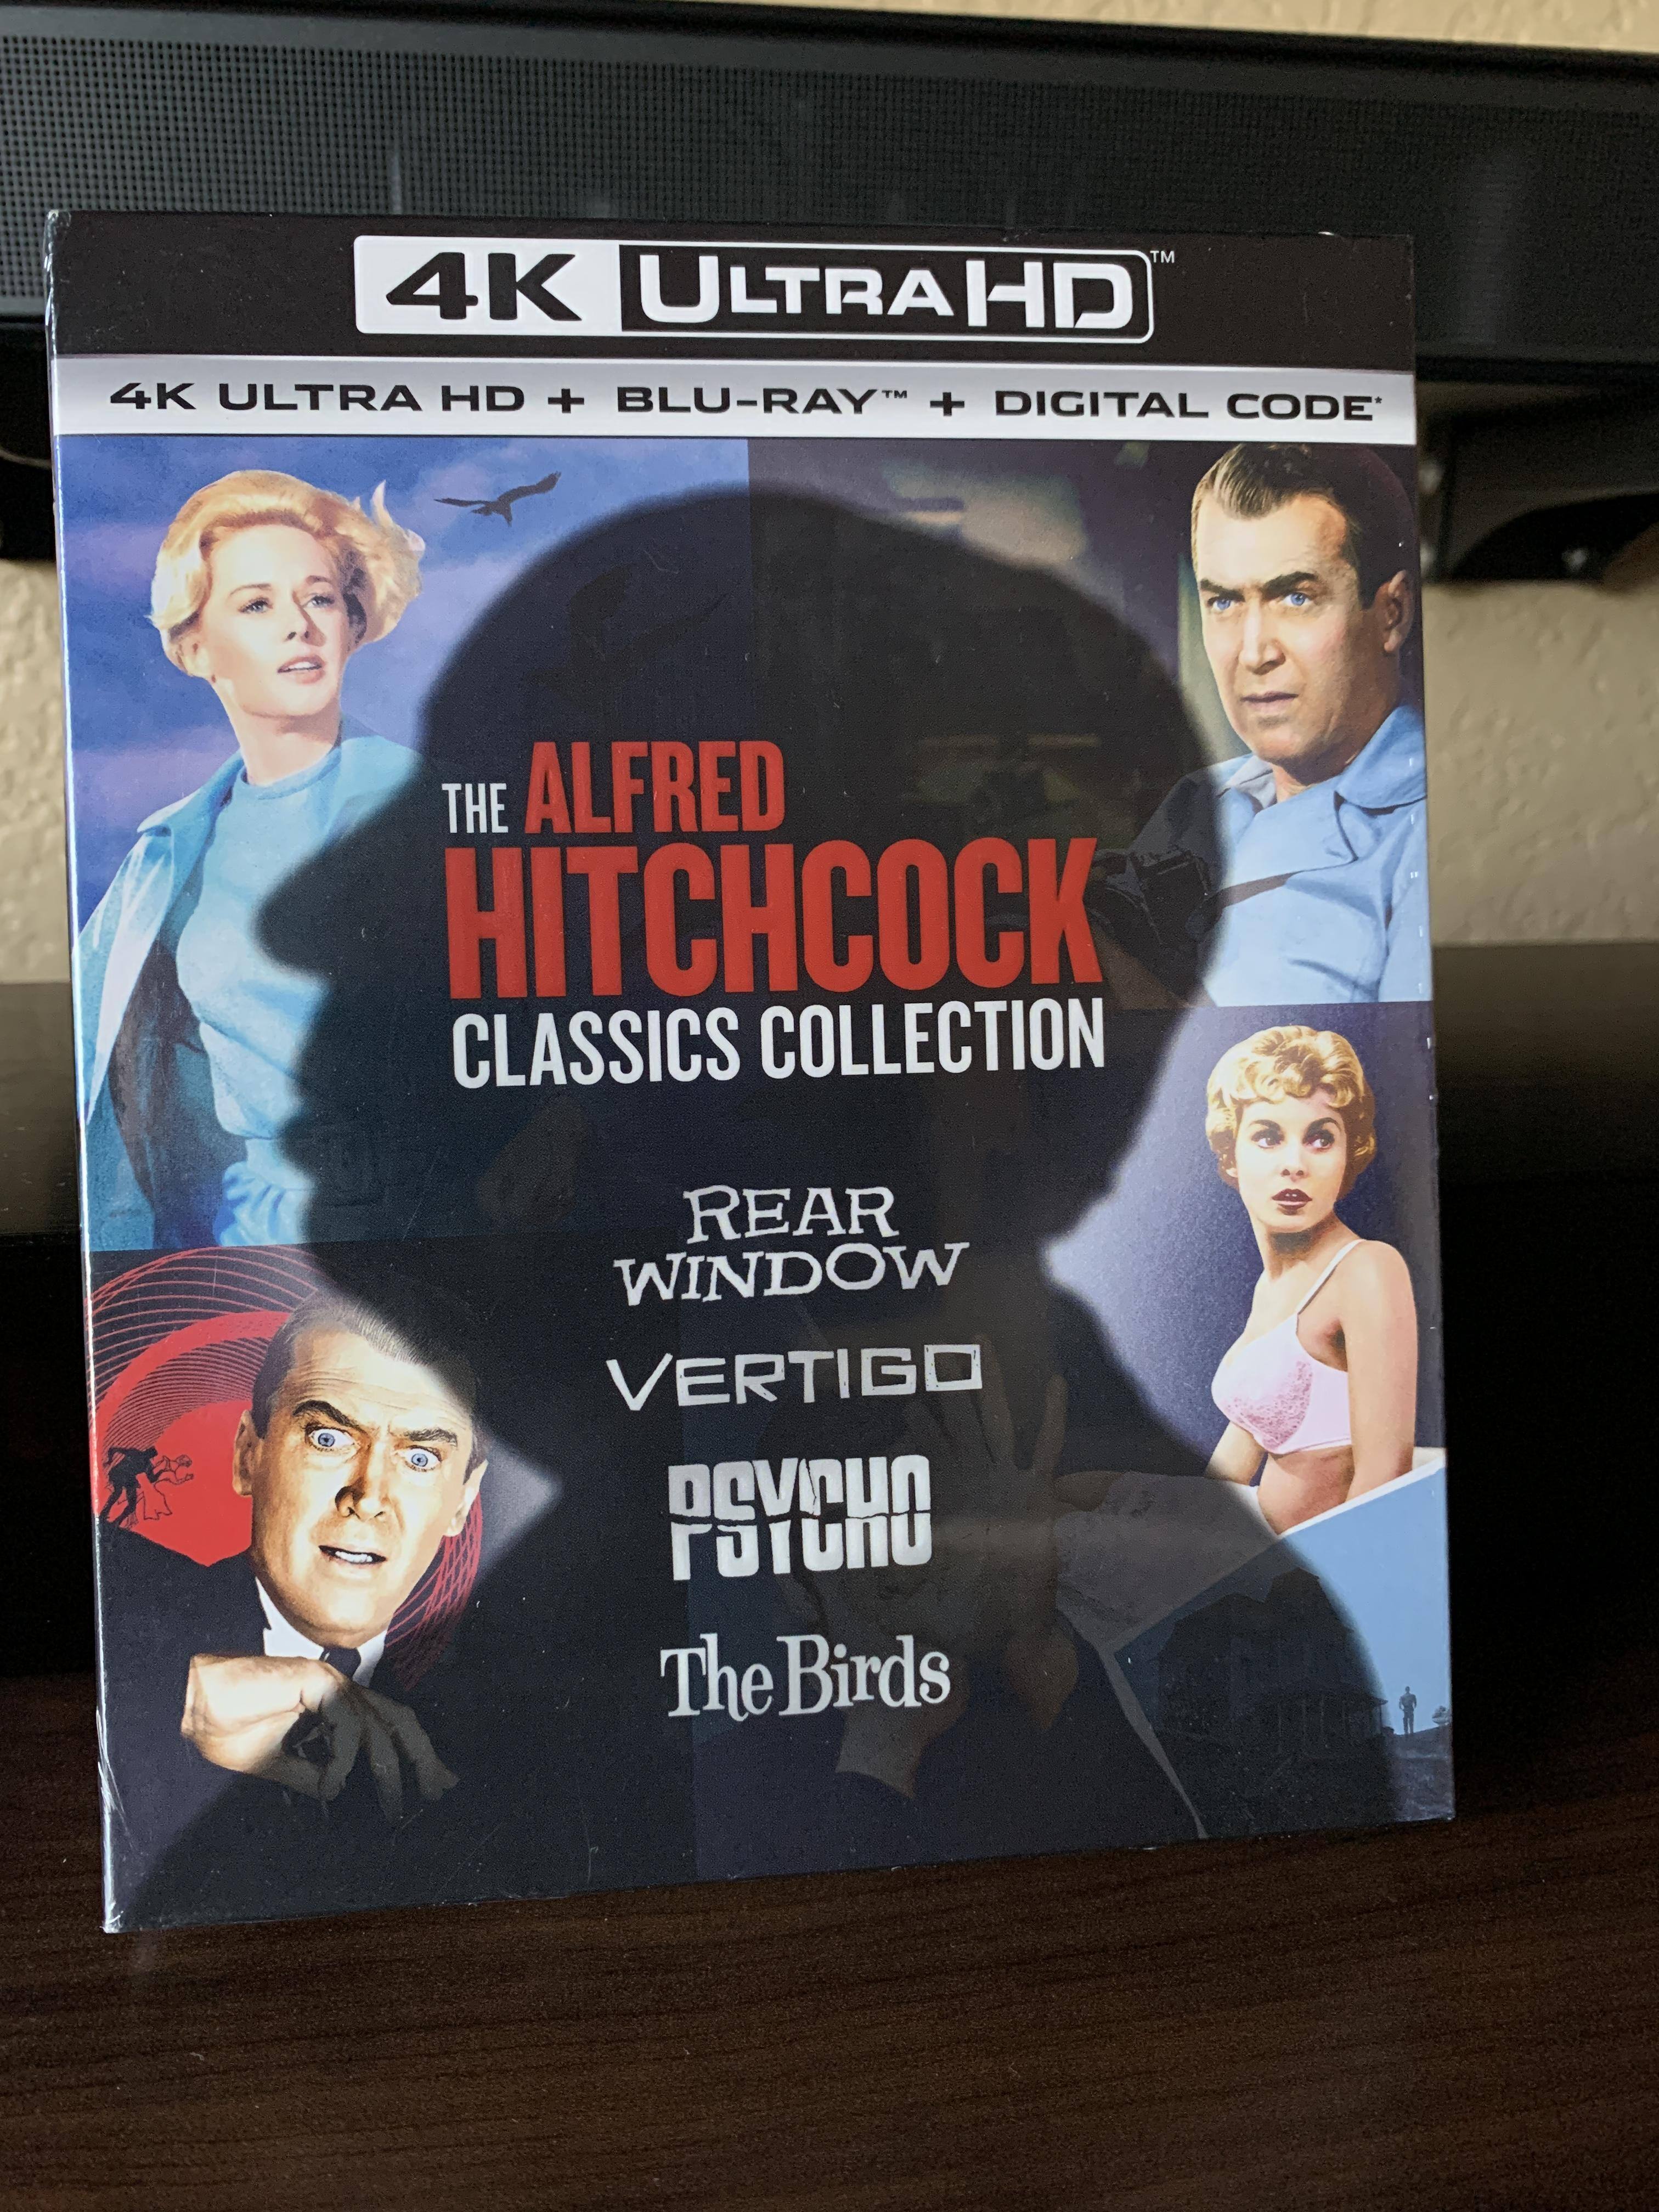 4K ULTRA HD™
4K ULTRA HD + BLU-RAY™ + DIGITAL CODE*
THE ALFRED
HITCHCOCK
CLASSICS COLLECTION
REAR
WINDOW
VERTIGO
PSYCHO
The Birds